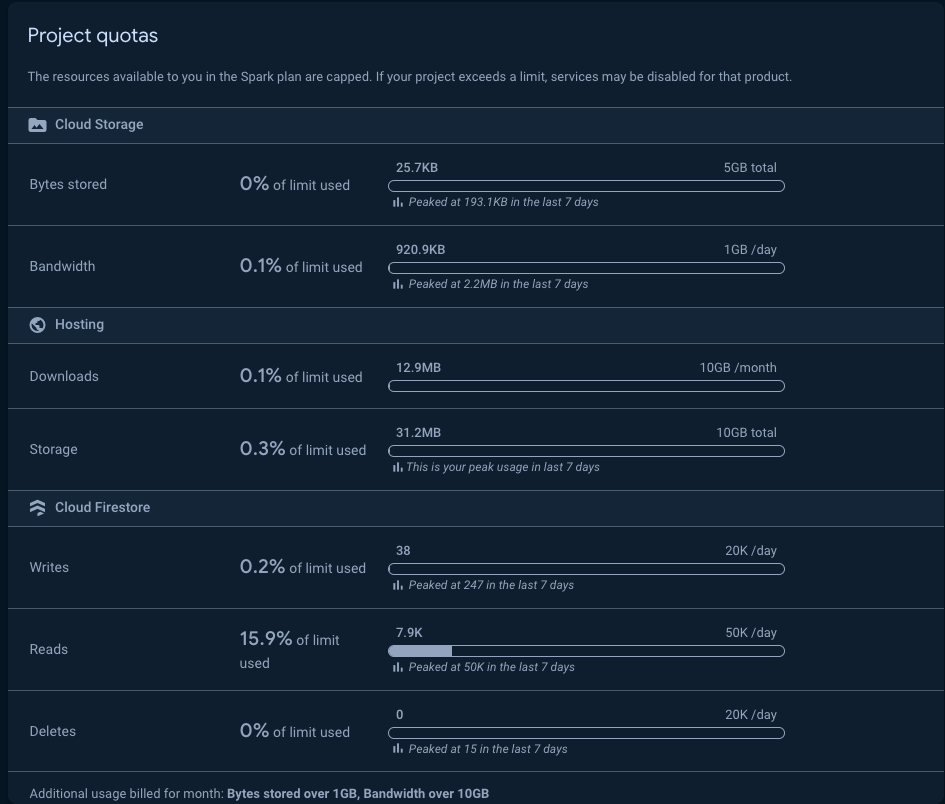 Project quotas
The resources available to you in the Spark plan are capped. If your project exceeds a limit, services may be disabled for that product.
Cloud Storage
Bytes stored
0% of limit used
25.7KB 5GB total
Peaked at 193.1KB in the last 7 days
Bandwidth
0.1% of limit used
920.9KB 1GB /day
Peaked at 2.2MB in the last 7 days
Hosting
Downloads
0.1% of limit used
12.9MB 10GB /month
Storage
0.3% of limit used
31.2MB 10GB total
This is your peak usage in last 7 days
Cloud Firestore
Writes
0.2% of limit used
38 20K /day
Peaked at 247 in the last 7 days
Reads
15.9% of limit
used
7.9K 50K /day
Peaked at 50K in the last 7 days
Deletes
0% of limit used
0 20K /day
Peaked at 15 in the last 7 days
Additional usage billed for month: Bytes stored over 1GB, Bandwidth over 10GB